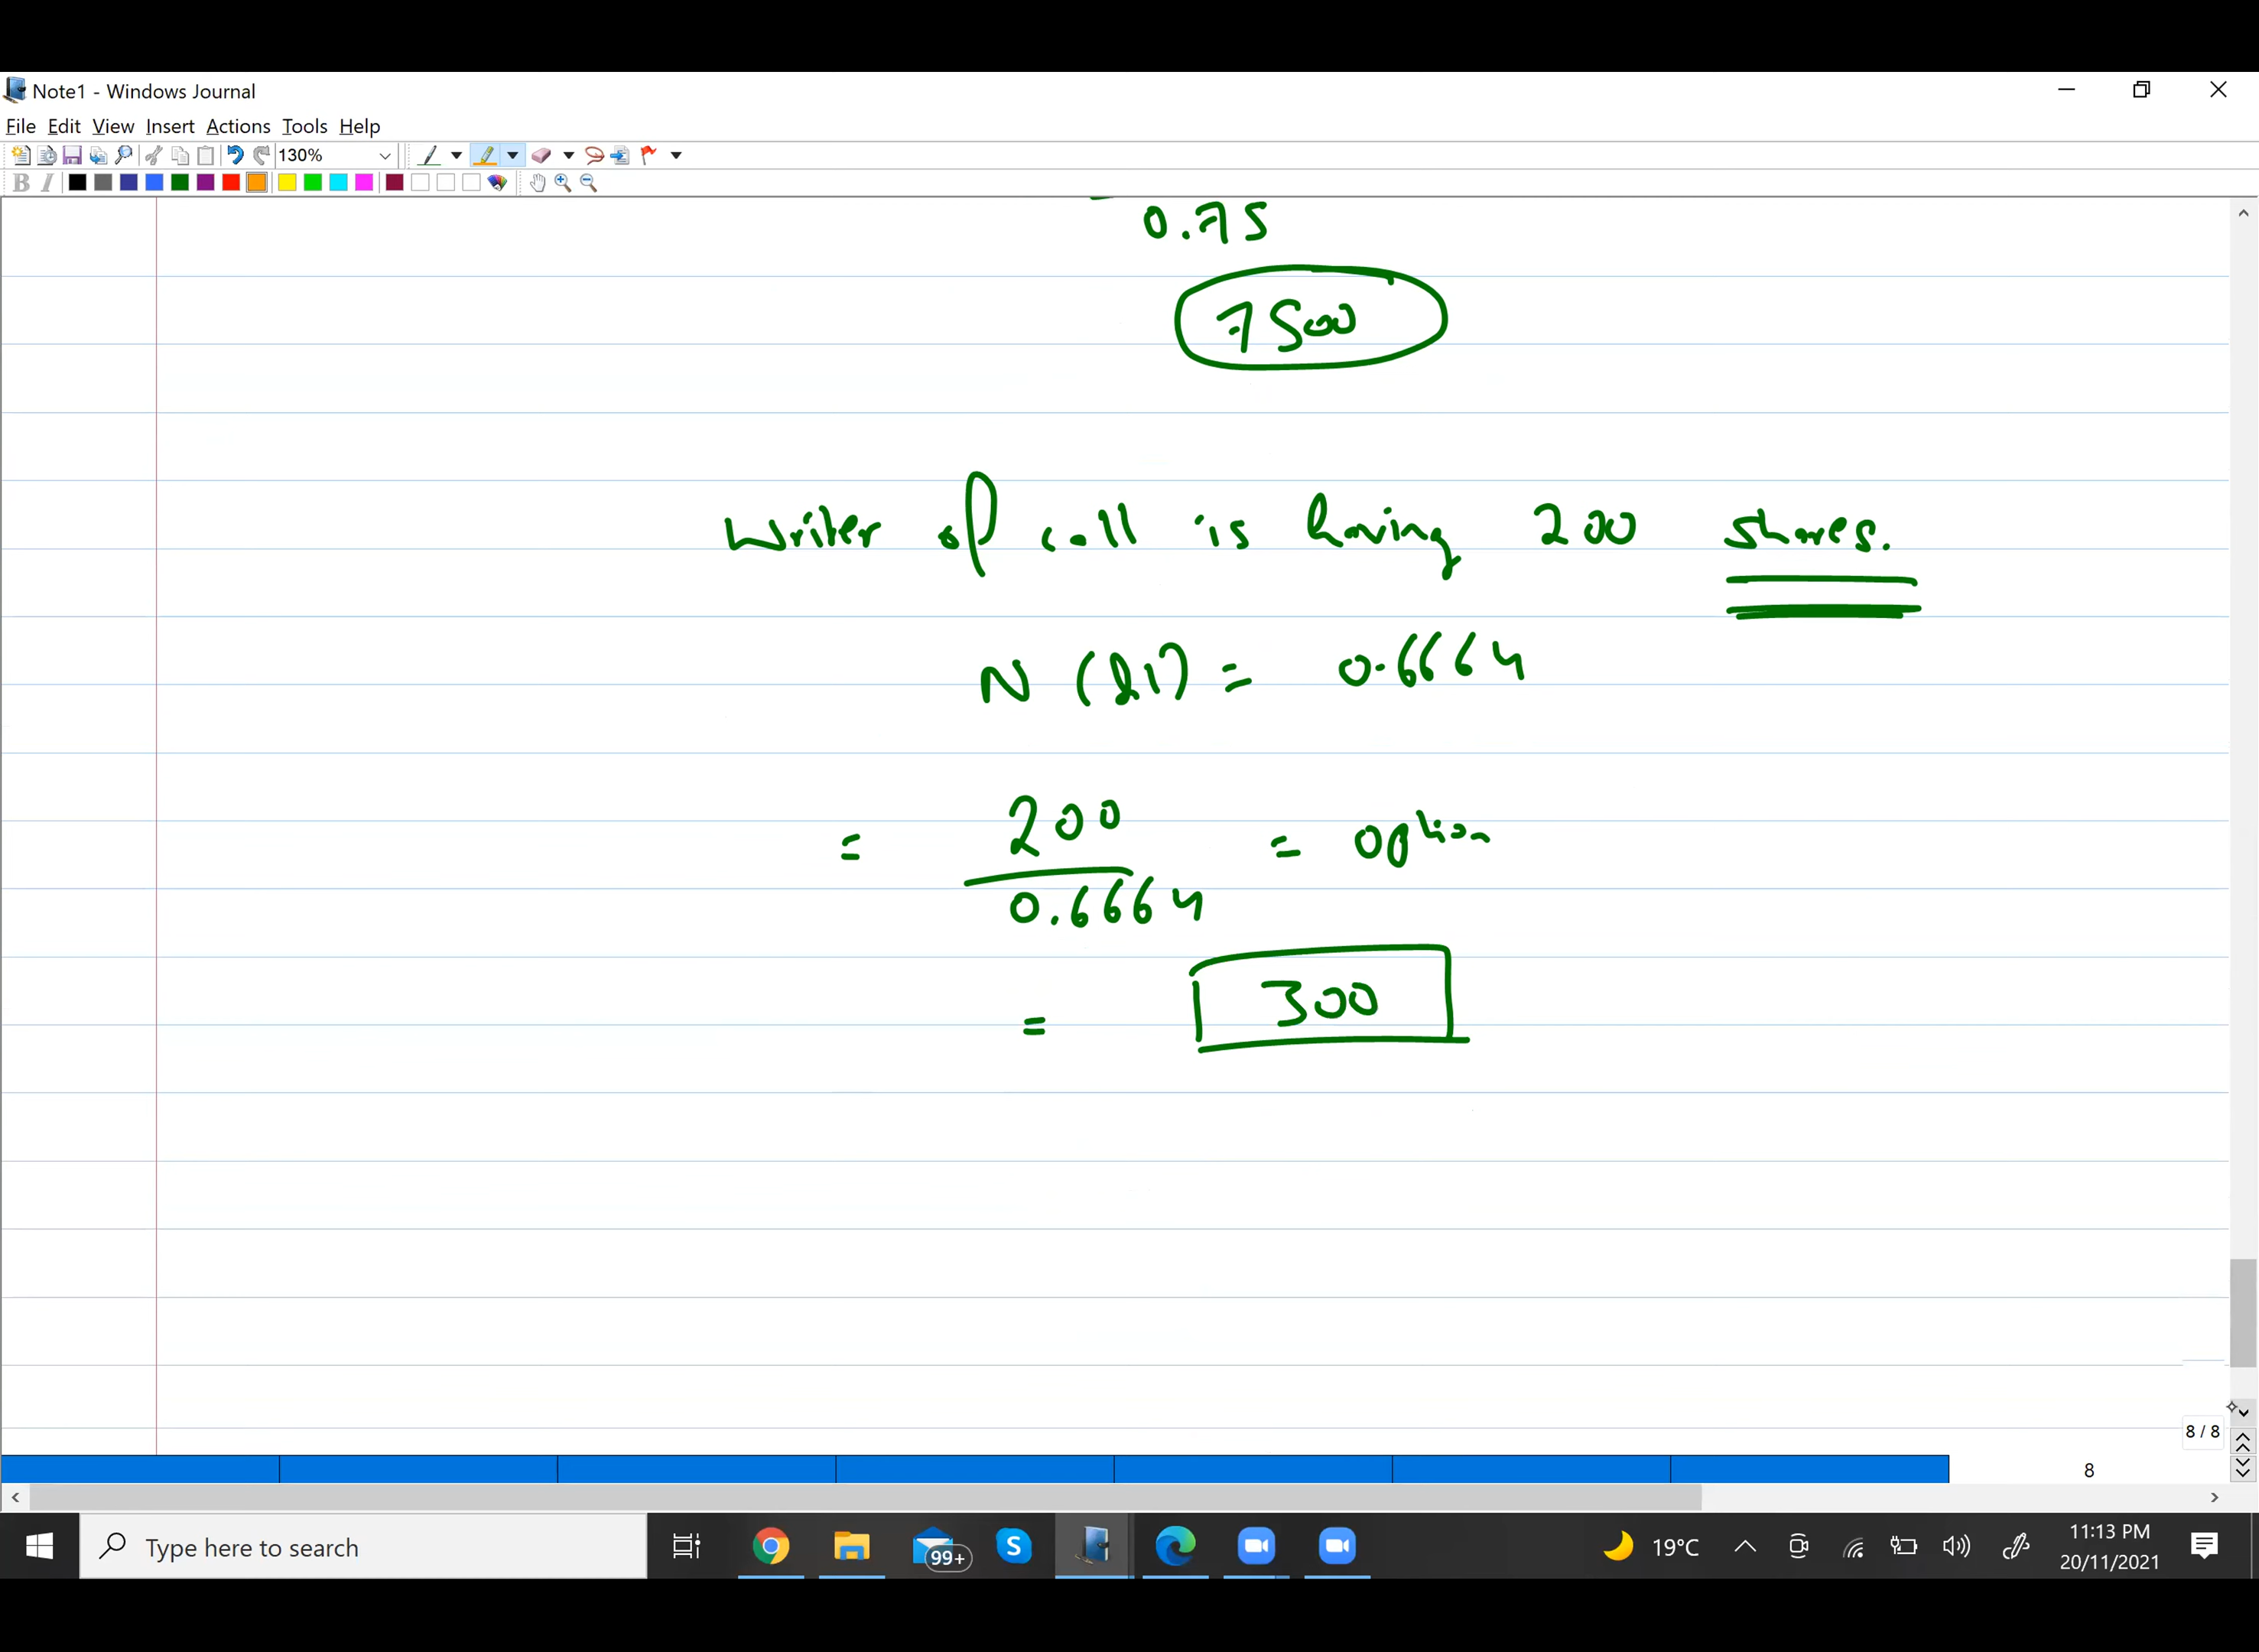 Note1 - Windows Journal
File Edit View Insert Actions Tools Help
130%
B I
0.75
7500
Writer of call is having 200 shares.
N (d1) = 0.6664
= 200 = option
0.6664
= 300
8 / 8
8
Type here to search
99+
S
19°C
11:13 PM
20/11/2021